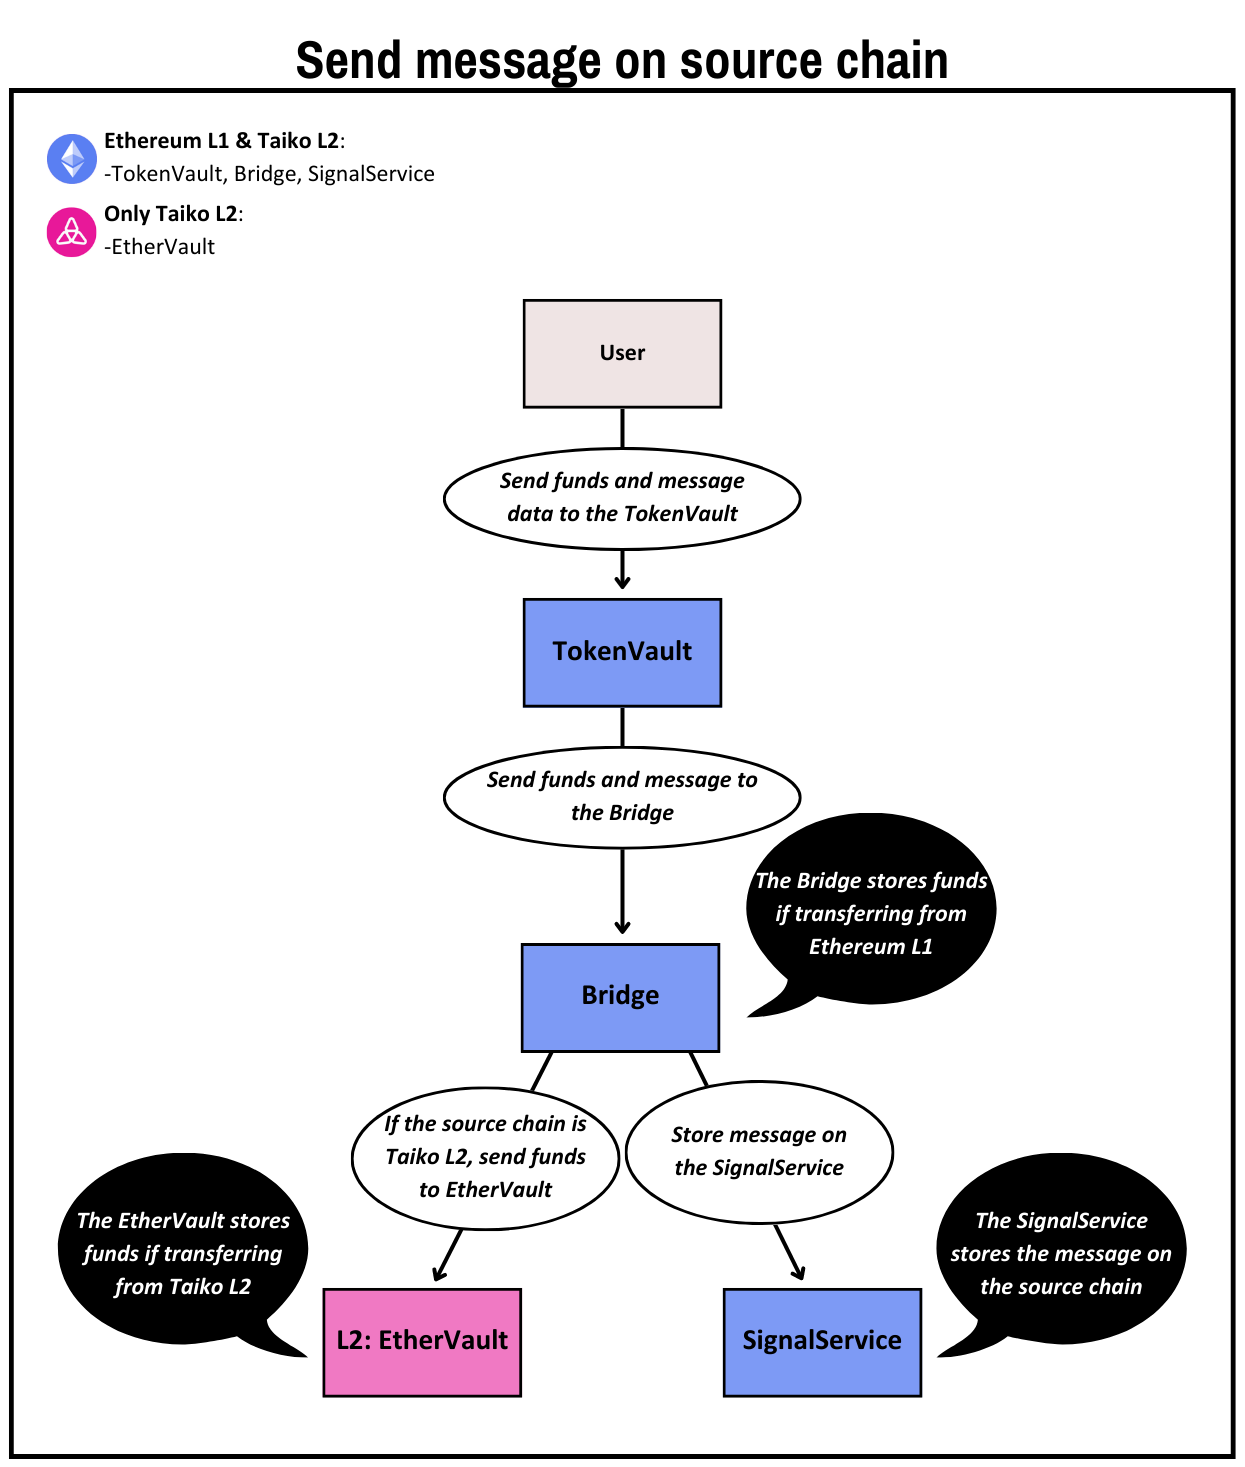 Send message on source chain
Ethereum L1 & Taiko L2:
-TokenVault, Bridge, SignalService
Only Taiko L2:
-EtherVault
User
Send funds and message
data to the TokenVault
TokenVault
Send funds and message to
the Bridge
The Bridge stores funds
if transferring from
Ethereum L1
Bridge
If the source chain is
Taiko L2, send funds
to EtherVault
Store message on
the SignalService
The EtherVault stores
funds if transferring
from Taiko L2
The SignalService
stores the message on
the source chain
L2: EtherVault
SignalService